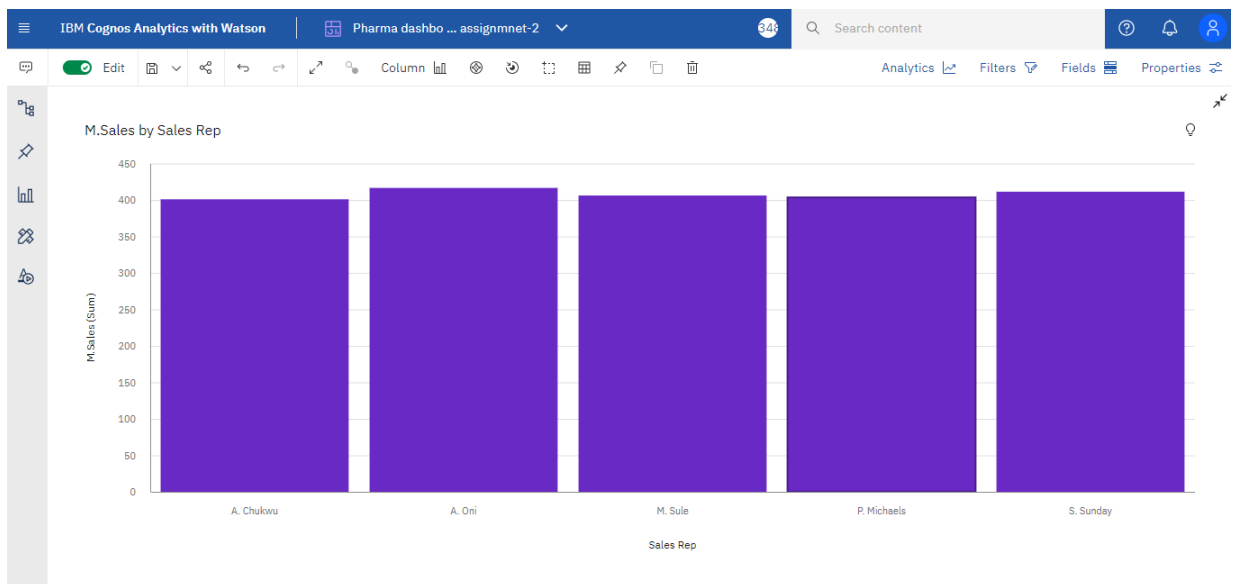 IBM Cognos Analytics with Watson
Pharma dashbo ... assignmnet-2
348
Search content
Edit
Column
Analytics
Filters
Fields
Properties
M.Sales by Sales Rep
M.Sales (Sum)
450
400
350
300
250
200
150
100
50
0
A. Chukwu
A. Oni
M. Sule
P. Michaels
S. Sunday
Sales Rep